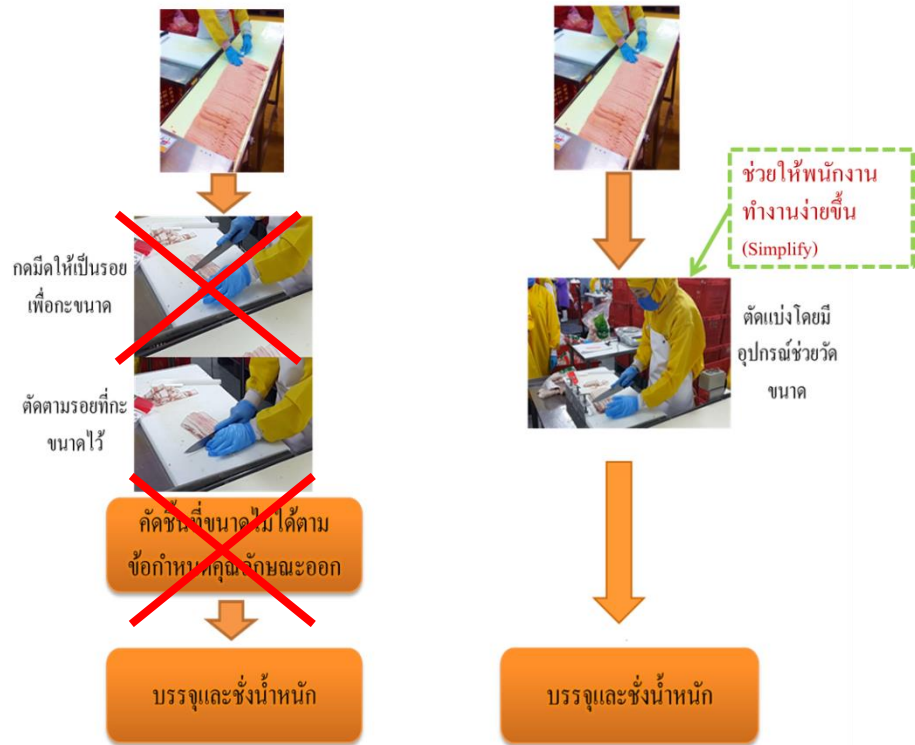 กดมีดให้เป็นรอย
เพื่อกะขนาด
ตัดตามรอยที่กะ
ขนาดไว้
คัดชิ้นที่ขนาดไม่ได้ตาม
ข้อกำหนดคุณลักษณะออก
บรรจุและชั่งน้ำหนัก
ช่วยให้พนักงาน
ทำงานง่ายขึ้น
(Simplify)
ตัดแบ่งโดยมี
อุปกรณ์ช่วยวัด
ขนาด
บรรจุและชั่งน้ำหนัก